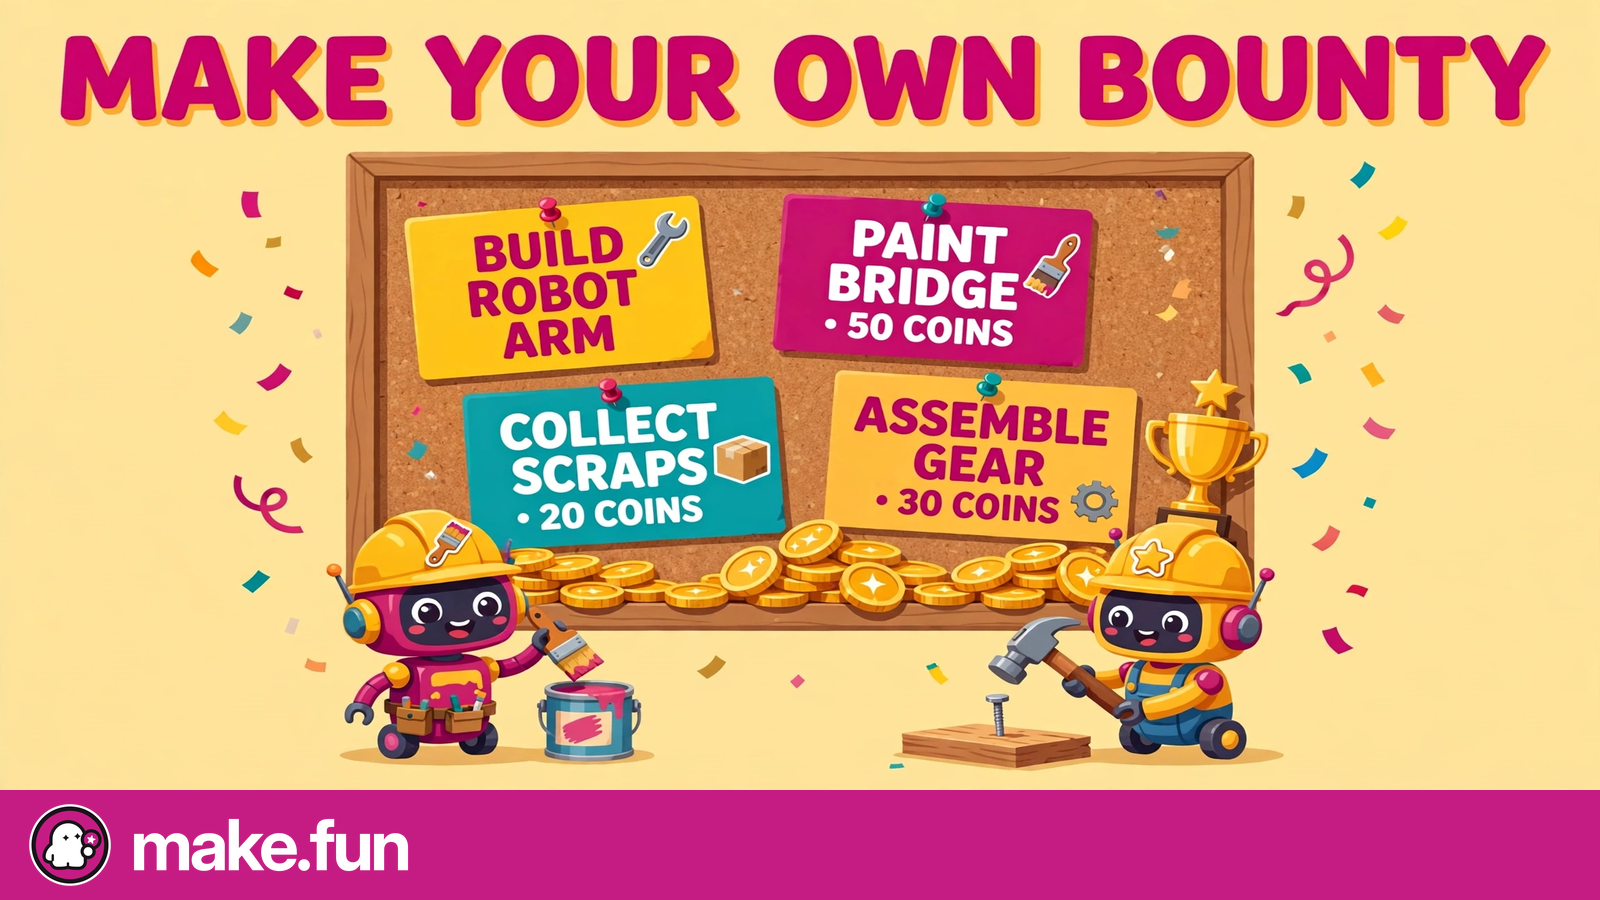 MAKE YOUR OWN BOUNTY
BUILD
ROBOT
ARM
PAINT
BRIDGE
• 50 COINS
COLLECT
SCRAPS
• 20 COINS
ASSEMBLE
GEAR
• 30 COINS
make.fun